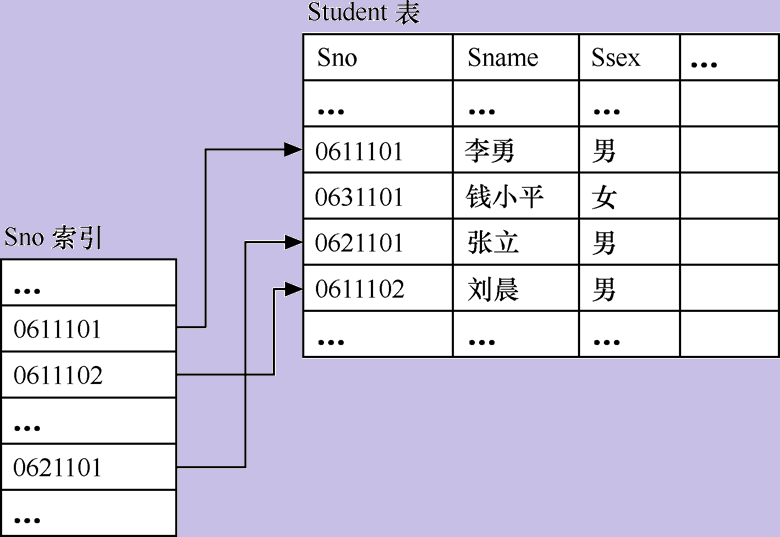 Student 表
Sno Sname Ssex ...
... ... ...
0611101 李勇 男
0631101 钱小平 女
0621101 张立 男
0611102 刘晨 男
... ... ...
Sno 索引
...
0611101
0611102
...
0621101
...